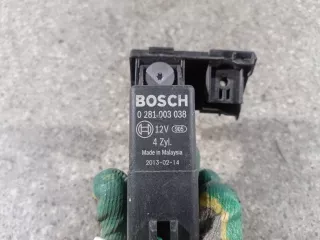 BOSCH
0 281 003 038
12V
4 Zyl.
Made in Malaysia
2013-02-14